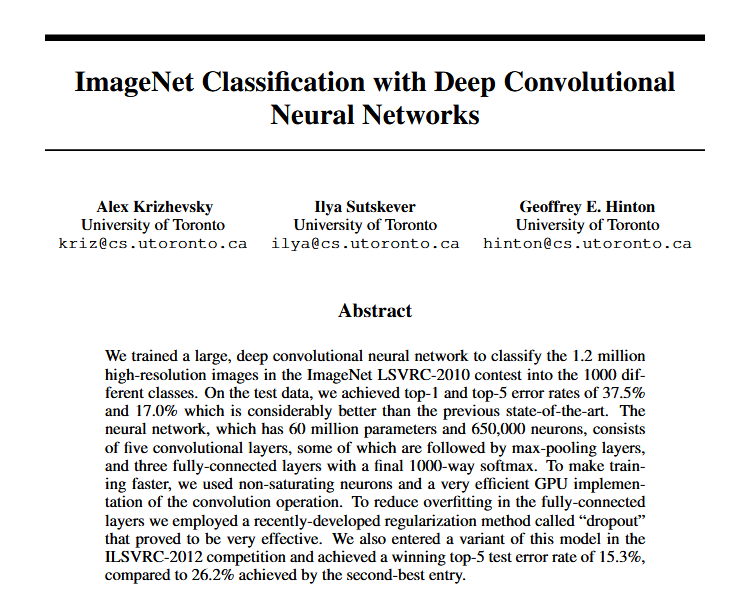 ImageNet Classification with Deep Convolutional
Neural Networks
Alex Krizhevsky
University of Toronto
kriz@cs.utoronto.ca
Ilya Sutskever
University of Toronto
ilya@cs.utoronto.ca
Geoffrey E. Hinton
University of Toronto
hinton@cs.utoronto.ca
Abstract
We trained a large, deep convolutional neural network to classify the 1.2 million
high-resolution images in the ImageNet LSVRC-2010 contest into the 1000 dif-
ferent classes. On the test data, we achieved top-1 and top-5 error rates of 37.5%
and 17.0% which is considerably better than the previous state-of-the-art. The
neural network, which has 60 million parameters and 650,000 neurons, consists
of five convolutional layers, some of which are followed by max-pooling layers,
and three fully-connected layers with a final 1000-way softmax. To make train-
ing faster, we used non-saturating neurons and a very efficient GPU implemen-
tation of the convolution operation. To reduce overfitting in the fully-connected
layers we employed a recently-developed regularization method called “dropout”
that proved to be very effective. We also entered a variant of this model in the
ILSVRC-2012 competition and achieved a winning top-5 test error rate of 15.3%,
compared to 26.2% achieved by the second-best entry.